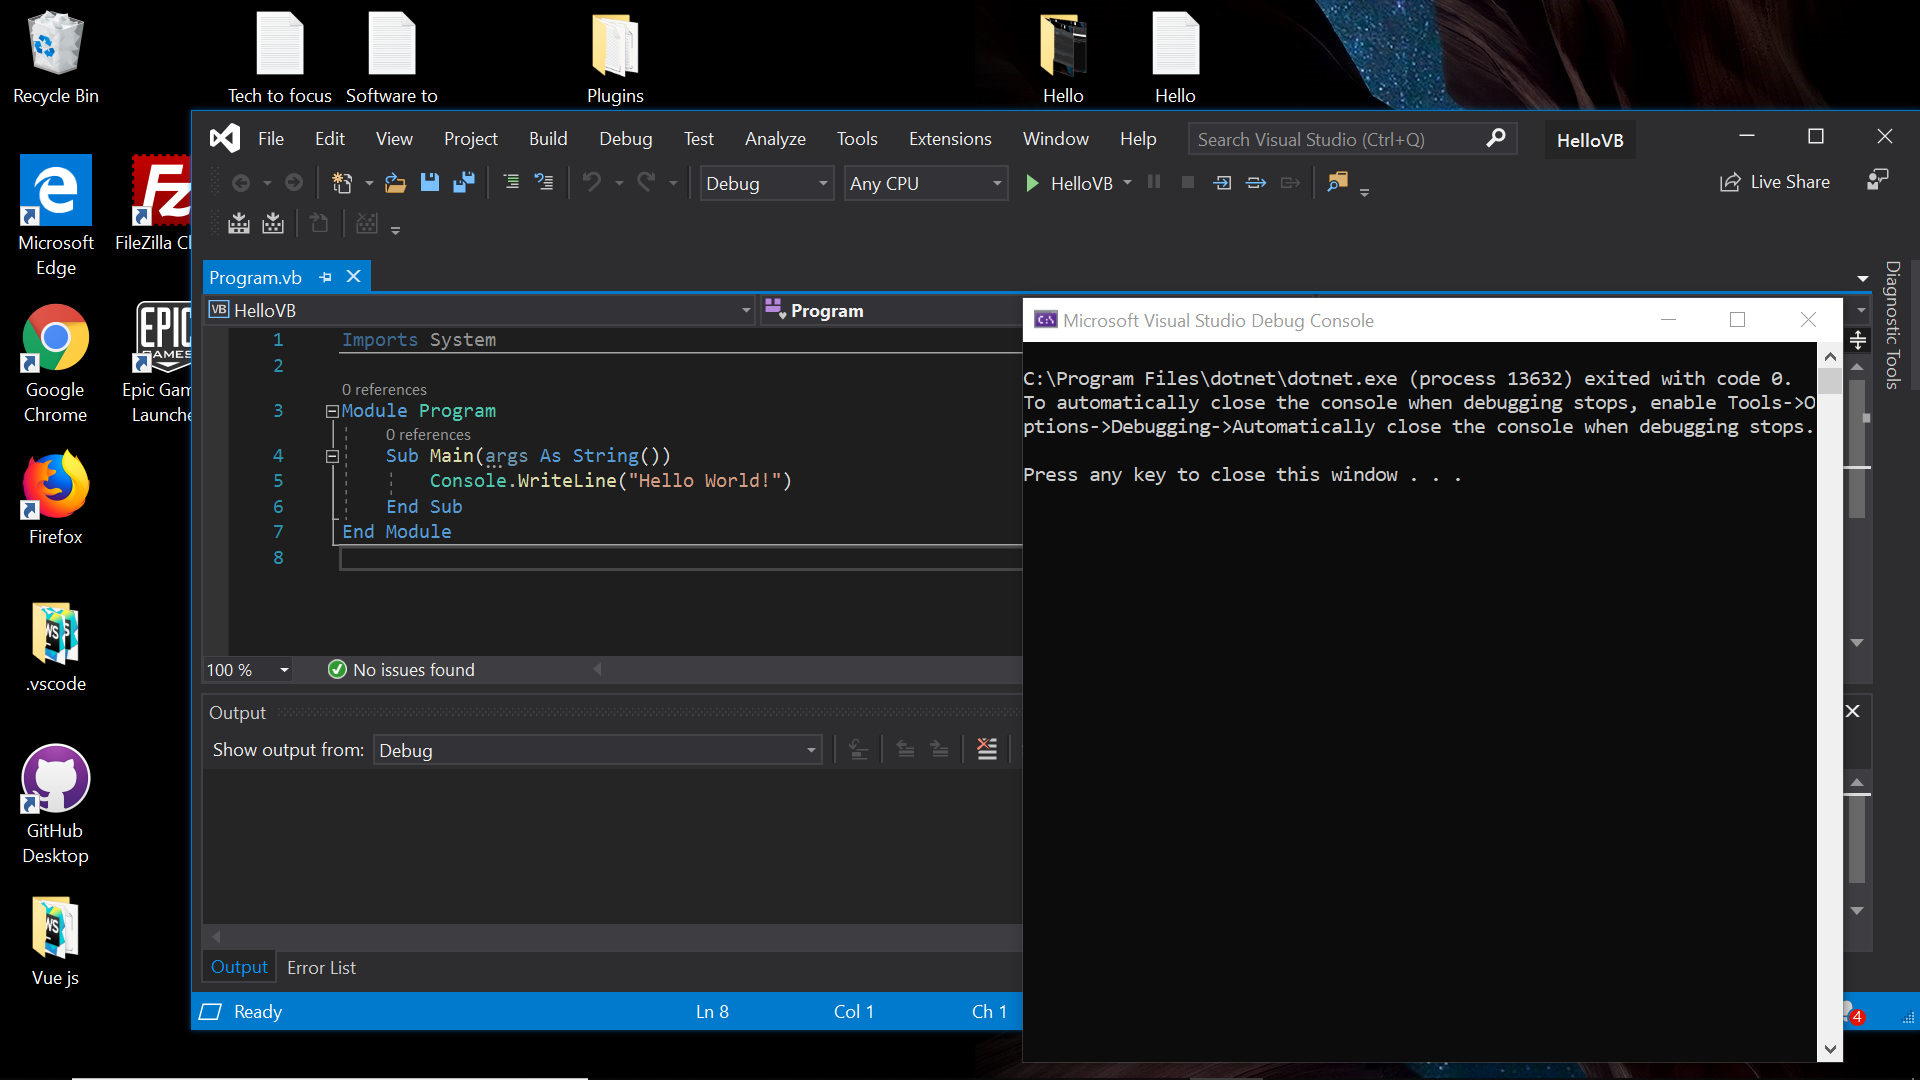 Recycle Bin
Tech to focus
Software to
Plugins
Hello
Hello
Microsoft
Edge
FileZilla Cl
Google
Chrome
EPIC
GAMES
Epic Gam
Launche
Firefox
.vscode
GitHub
Desktop
Vue js
File Edit View Project Build Debug Test Analyze Tools Extensions Window Help
Search Visual Studio (Ctrl+Q)
HelloVB
Debug
Any CPU
HelloVB
Live Share
Program.vb
VB HelloVB
Program
Diagnostic Tools
1 Imports System
2
0 references
3 Module Program
0 references
4 Sub Main(args As String())
5 Console.WriteLine("Hello World!")
6 End Sub
7 End Module
8
100 %
No issues found
Output
Show output from: Debug
Output Error List
Ready
Ln 8
Col 1
Ch 1
4
C:\ Microsoft Visual Studio Debug Console
C:\Program Files\dotnet\dotnet.exe (process 13632) exited with code 0.
To automatically close the console when debugging stops, enable Tools->O
ptions->Debugging->Automatically close the console when debugging stops.
Press any key to close this window . . .